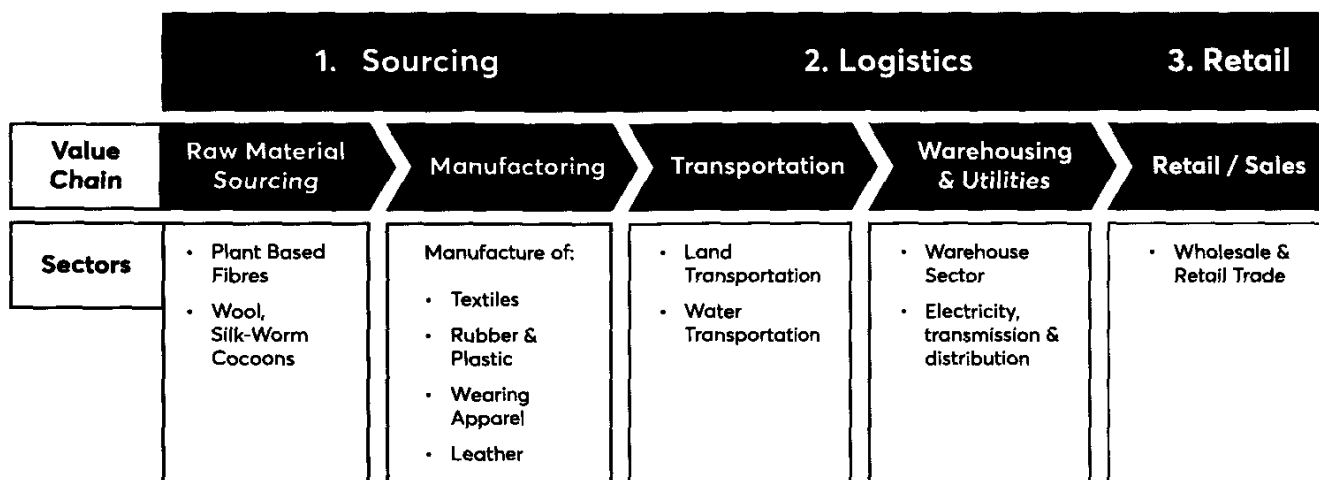 1. Sourcing
2. Logistics
3. Retail
Value
Chain
Raw Material
Sourcing
Manufactoring
Transportation
Warehousing
& Utilities
Retail / Sales
Sectors
• Plant Based
Fibres
• Wool,
Silk-Worm
Cocoons
Manufacture of:
• Textiles
• Rubber &
Plastic
• Wearing
Apparel
• Leather
• Land
Transportation
• Water
Transportation
• Warehouse
Sector
• Electricity,
transmission &
distribution
• Wholesale &
Retail Trade